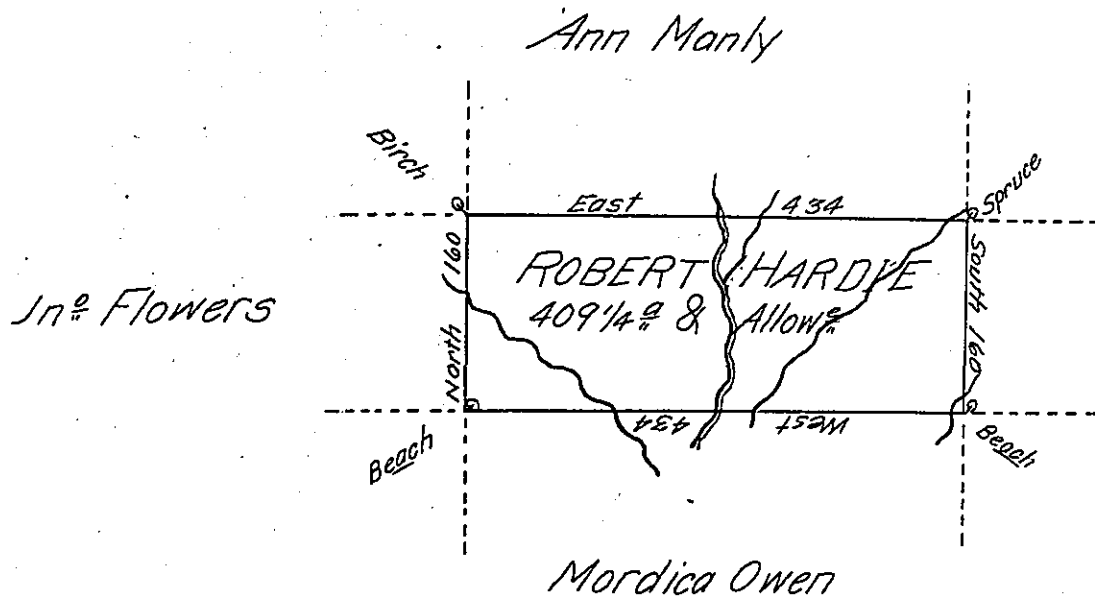 Ann Manly
Birch
Spruce
East 434
North 160
ROBERT HARDIE
409 1/4 a & Allowe
South 160
Jno Flowers
434 West
Beach
Beach
Mordica Owen